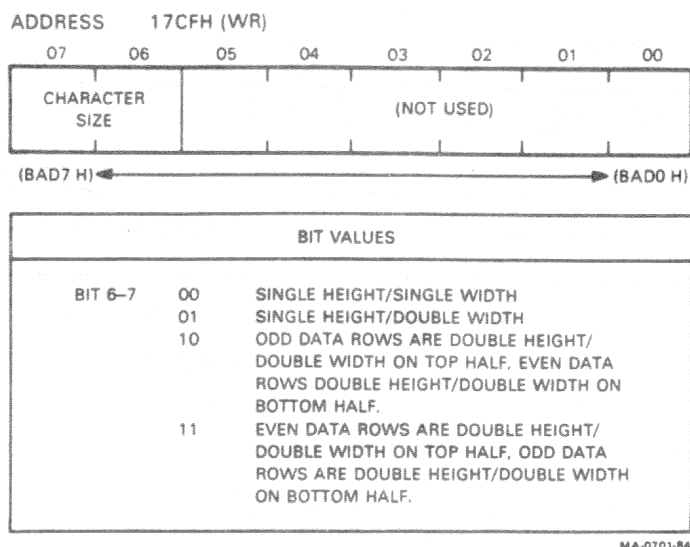 ADDRESS 17CFH (WR)
07 06 05 04 03 02 01 00
CHARACTER
SIZE
(NOT USED)
(BAD7 H) (BAD0 H)
BIT VALUES
BIT 6–7 00 SINGLE HEIGHT/SINGLE WIDTH
01 SINGLE HEIGHT/DOUBLE WIDTH
10 ODD DATA ROWS ARE DOUBLE HEIGHT/
DOUBLE WIDTH ON TOP HALF, EVEN DATA
ROWS DOUBLE HEIGHT/DOUBLE WIDTH ON
BOTTOM HALF.
11 EVEN DATA ROWS ARE DOUBLE HEIGHT/
DOUBLE WIDTH ON TOP HALF, ODD DATA
ROWS ARE DOUBLE HEIGHT/DOUBLE WIDTH
ON BOTTOM HALF.
MA-0701-84